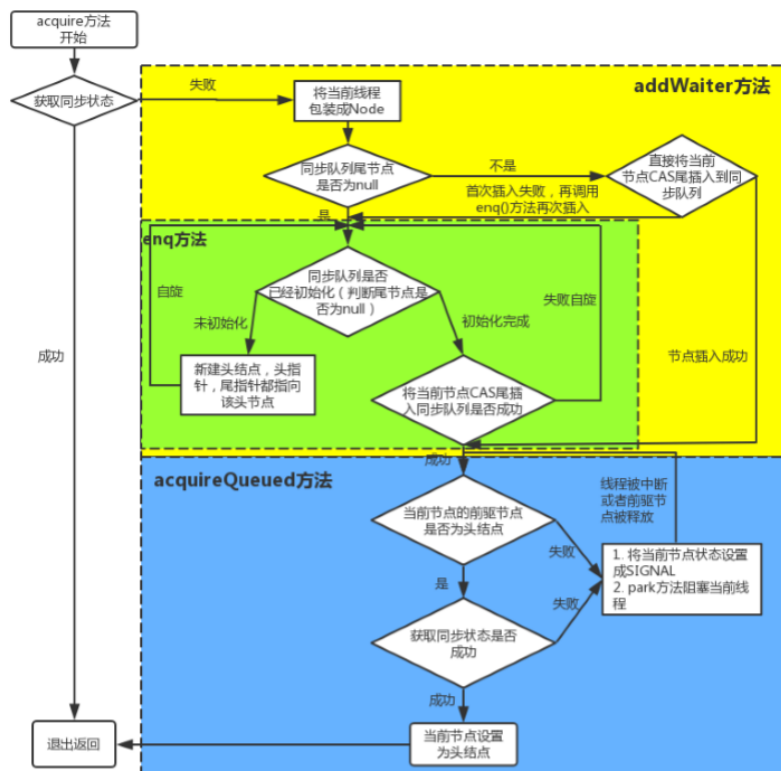 acquire方法
开始
addWaiter方法
获取同步状态
失败
将当前线程
包装成Node
同步队列尾节点
是否为null
不是
直接将当前
节点CAS尾插入到同
步队列
首次插入失败，再调用
enq()方法再次插入
是
enq方法
同步队列是否
已经初始化（判断尾节点是
否为null）
自旋
失败自旋
未初始化
初始化完成
成功
新建头结点，头指
针，尾指针都指向
该头节点
节点插入成功
将当前节点CAS尾插
入同步队列是否成功
成功
acquireQueued方法
线程被中断
或者前驱节
点被释放
当前节点的前驱节点
是否为头结点
失败
1. 将当前节点状态设置
成SIGNAL
2. park方法阻塞当前线
程
是
失败
获取同步状态是否
成功
成功
当前节点设置
为头结点
退出返回